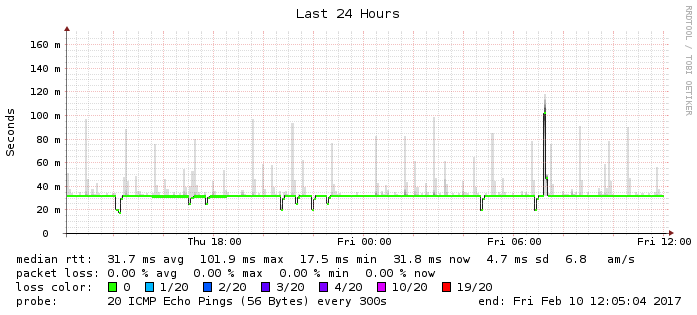 Last 24 Hours
RRDTOOL / TOBI OETIKER
Seconds
160 m
140 m
120 m
100 m
80 m
60 m
40 m
20 m
0
Thu 18:00 Fri 00:00 Fri 06:00 Fri 12:00
median rtt: 31.7 ms avg 101.9 ms max 17.5 ms min 31.8 ms now 4.7 ms sd 6.8 am/s
packet loss: 0.00 % avg 0.00 % max 0.00 % min 0.00 % now
loss color: 0 1/20 2/20 3/20 4/20 10/20 19/20
probe: 20 ICMP Echo Pings (56 Bytes) every 300s end: Fri Feb 10 12:05:04 2017